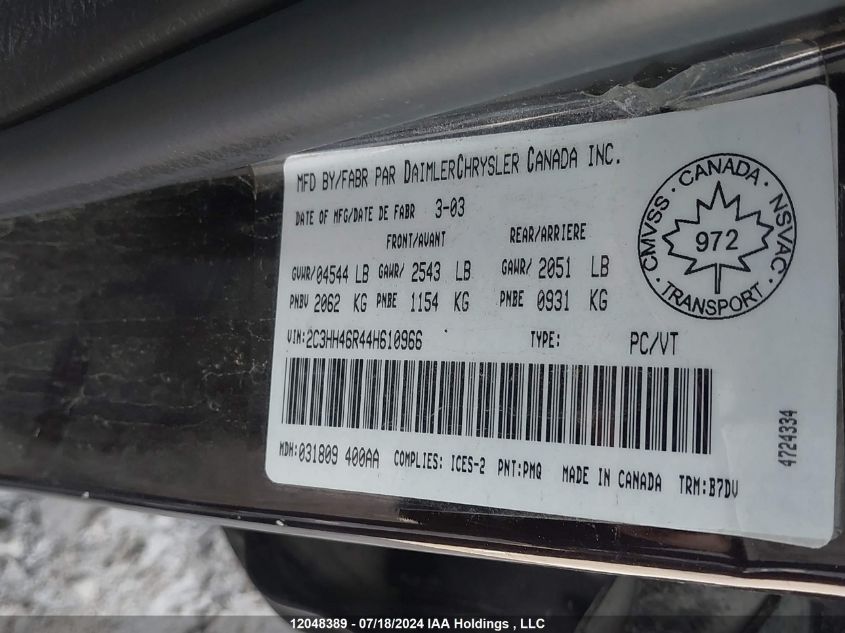 MFD BY/FABR PAR DAIMLERCHRYSLER CANADA INC.
DATE OF MFG/DATE DE FABR 3-03
FRONT/AVANT REAR/ARRIERE
GVWR/04544 LB GAWR/ 2543 LB GAWR/ 2051 LB
PNBV 2062 KG PNBE 1154 KG PNBE 0931 KG
VIN:2C3HH46R44H610966 TYPE: PC/VT
MDH:031809 400AA COMPLIES: ICES-2 PNT:PMQ MADE IN CANADA TRM:B7DV
CMVSS · CANADA · NSVAC · TRANSPORT ·
972
4724334
12048389 - 07/18/2024 IAA Holdings , LLC